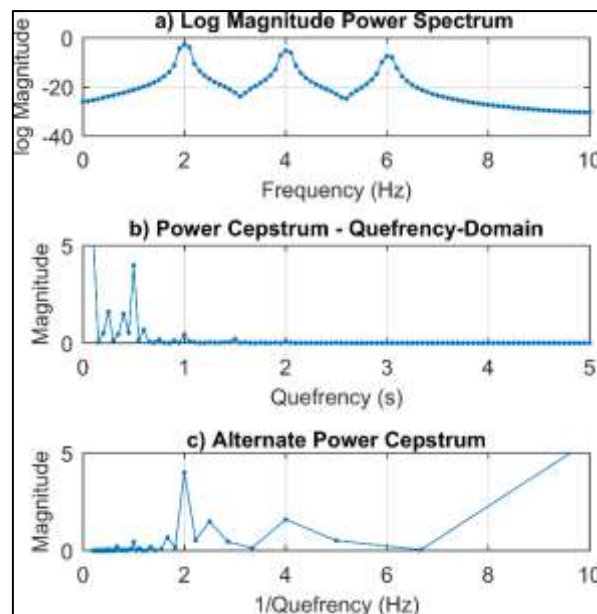 a) Log Magnitude Power Spectrum
log Magnitude
0
-20
-40
0 2 4 6 8 10
Frequency (Hz)
b) Power Cepstrum - Quefrency-Domain
Magnitude
5
0
0 1 2 3 4 5
Quefrency (s)
c) Alternate Power Cepstrum
Magnitude
5
0
0 2 4 6 8 10
1/Quefrency (Hz)